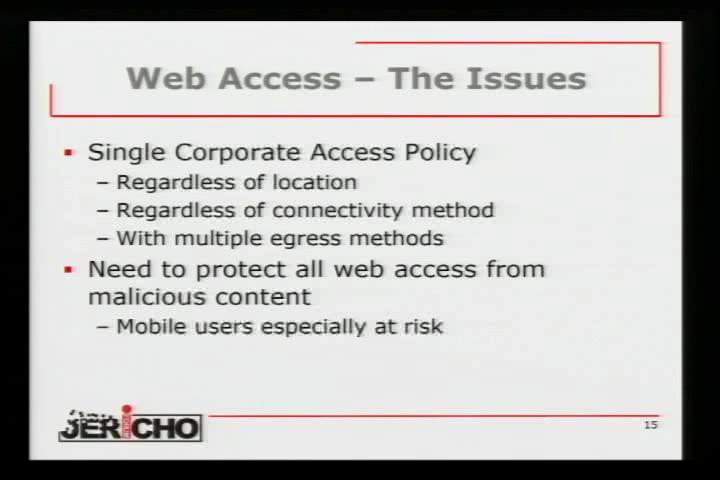 Web Access – The Issues
▪ Single Corporate Access Policy
– Regardless of location
– Regardless of connectivity method
– With multiple egress methods
▪ Need to protect all web access from
malicious content
– Mobile users especially at risk
JERiCHO
15